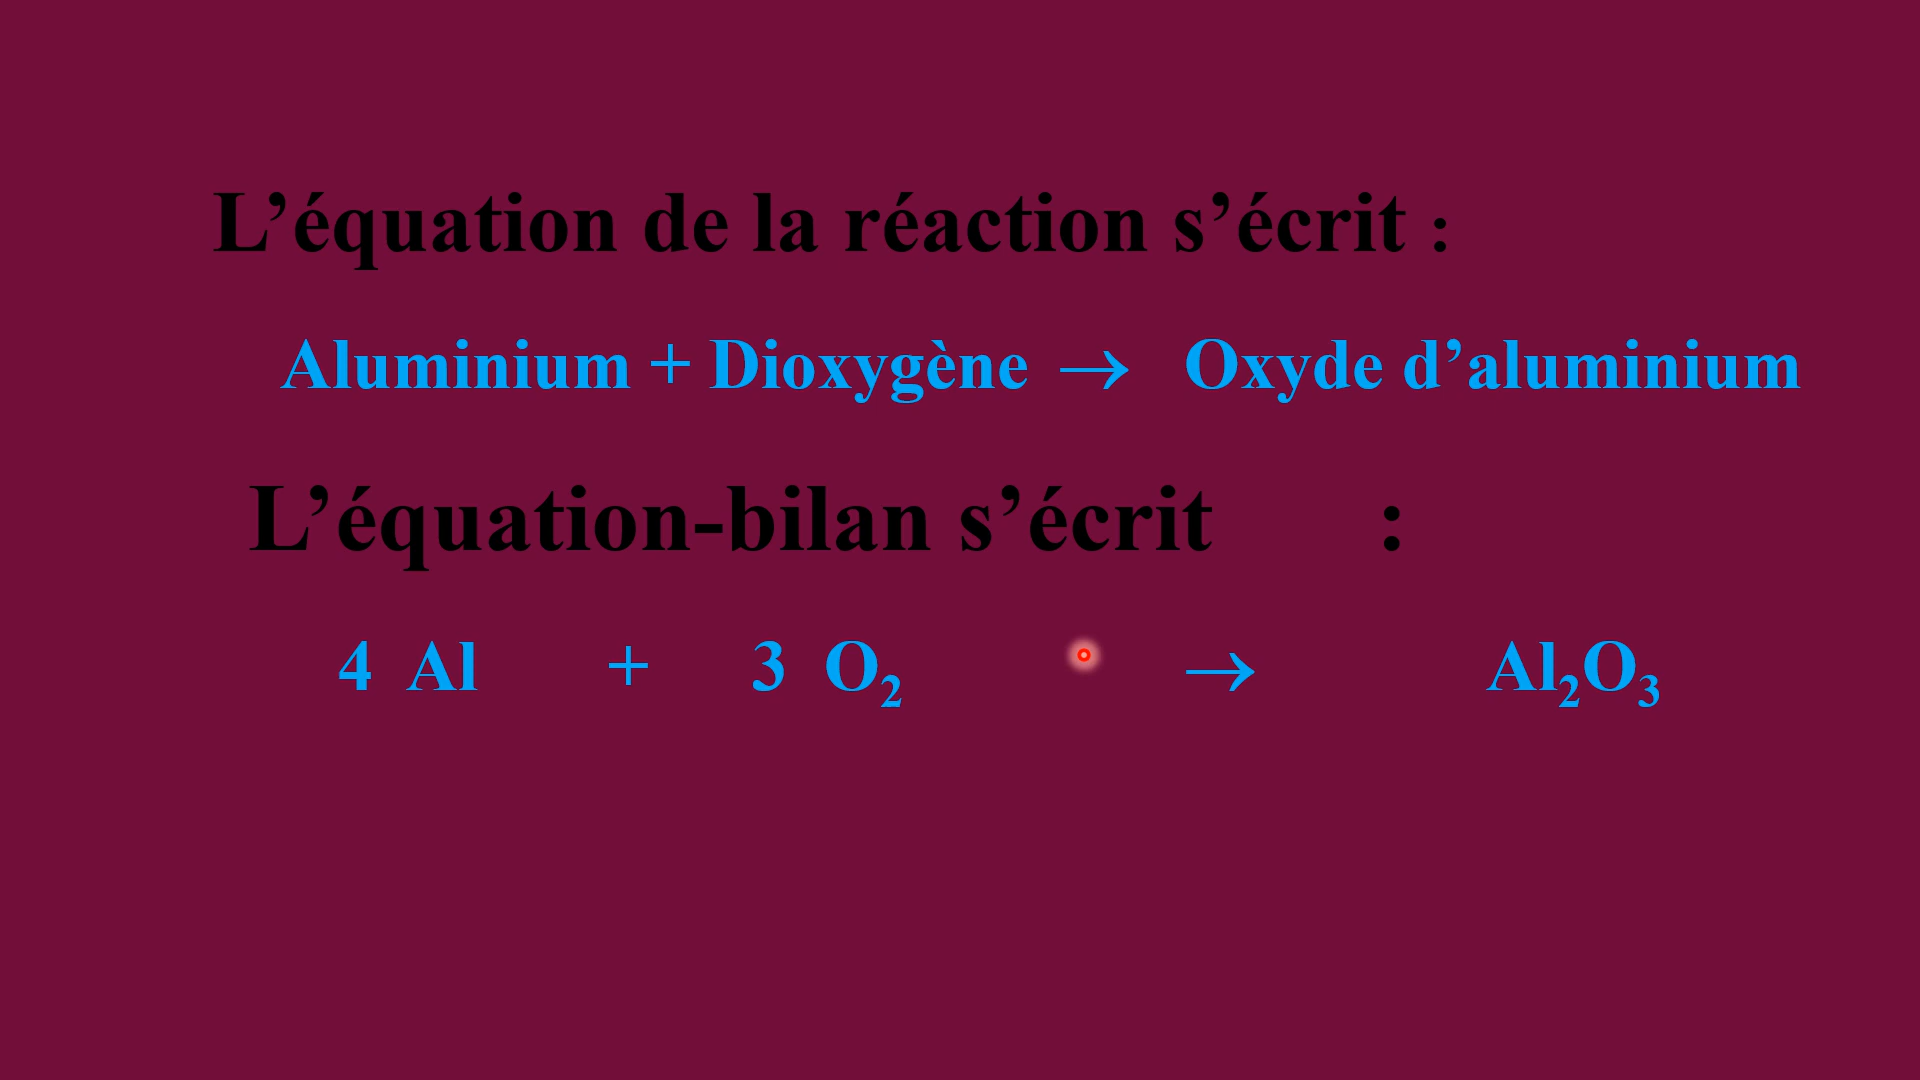 L’équation de la réaction s’écrit :
Aluminium + Dioxygène → Oxyde d’aluminium
L’équation-bilan s’écrit :
4 Al + 3 O₂ → Al₂O₃